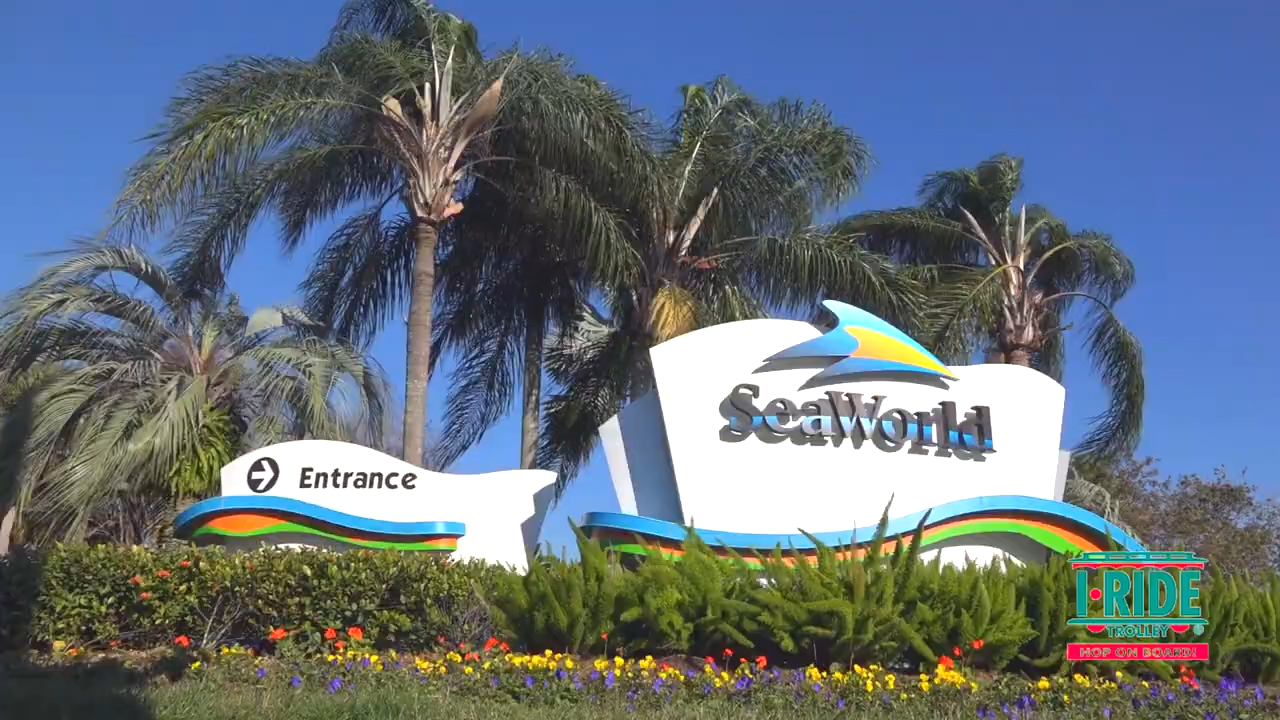 Entrance
SeaWorld
I·RIDE
TROLLEY®
HOP ON BOARD!